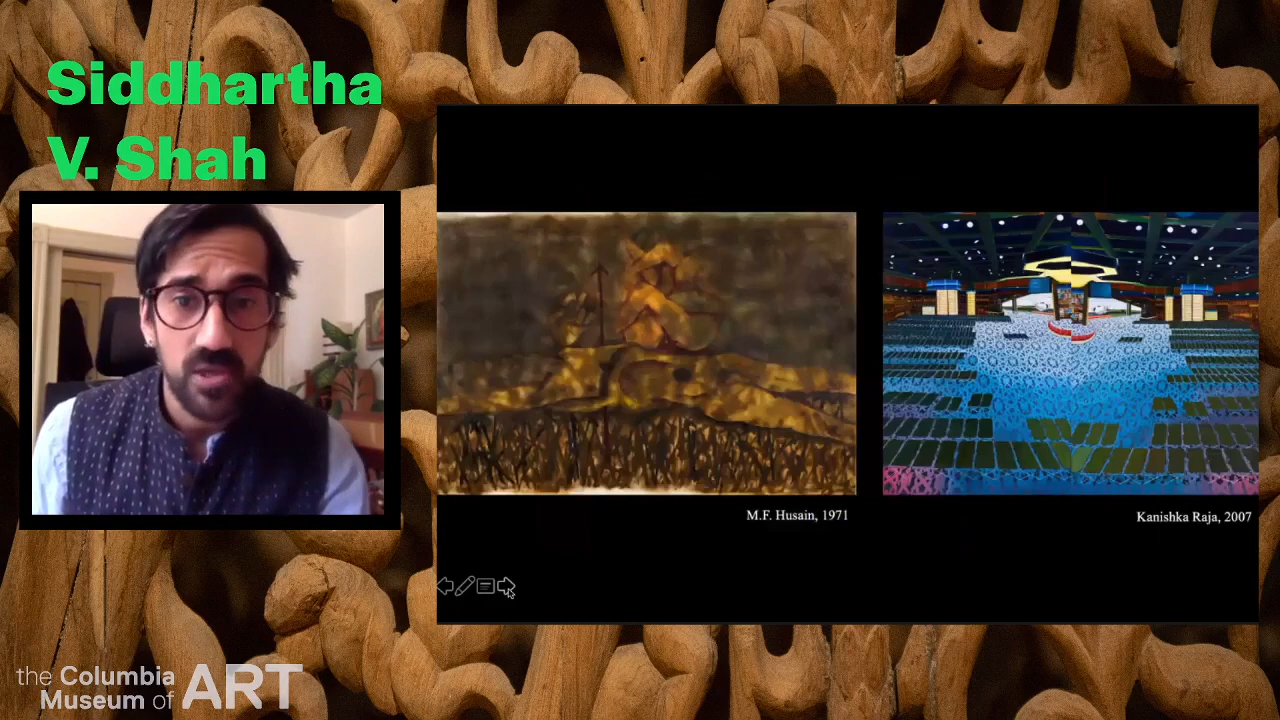 Siddhartha
V. Shah
M.F. Husain, 1971
Kanishka Raja, 2007
the Columbia
Museum of ART